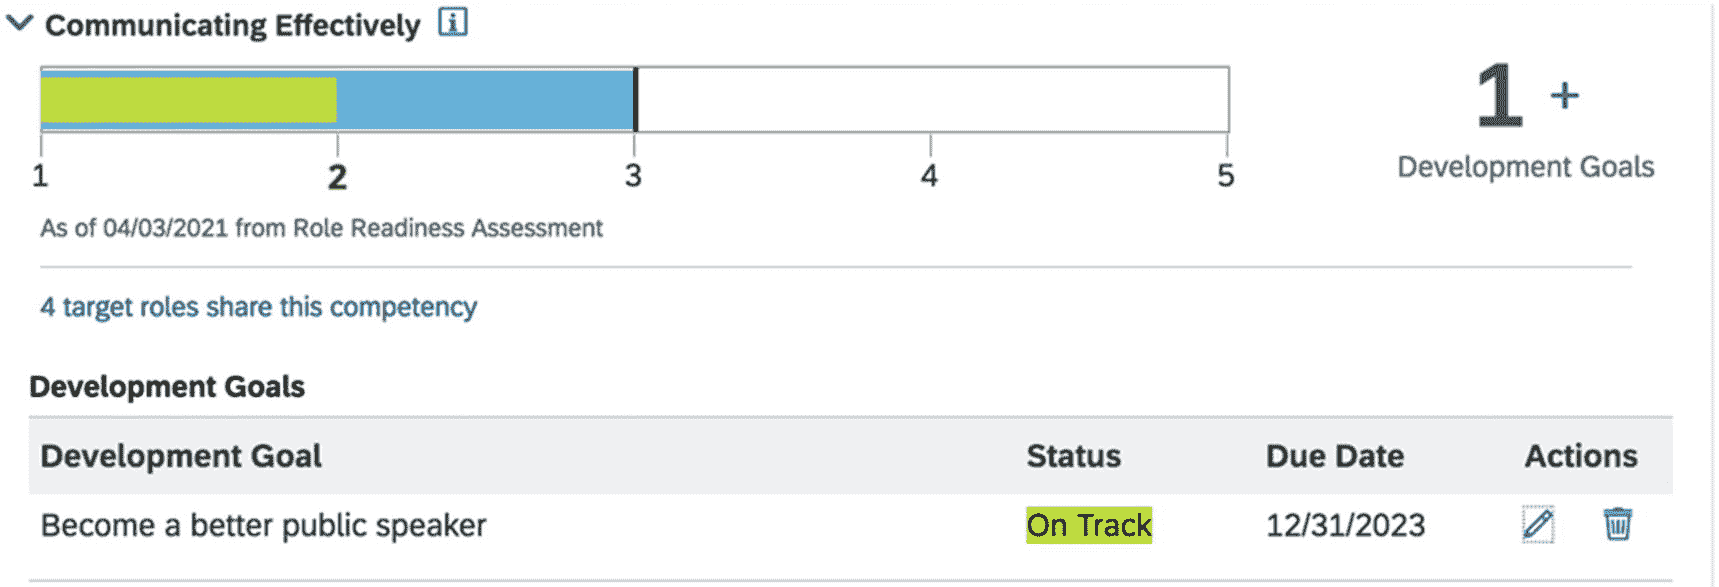 Communicating Effectively i
1 +
Development Goals
1 2 3 4 5
As of 04/03/2021 from Role Readiness Assessment
4 target roles share this competency
Development Goals
Development Goal Status Due Date Actions
Become a better public speaker On Track 12/31/2023